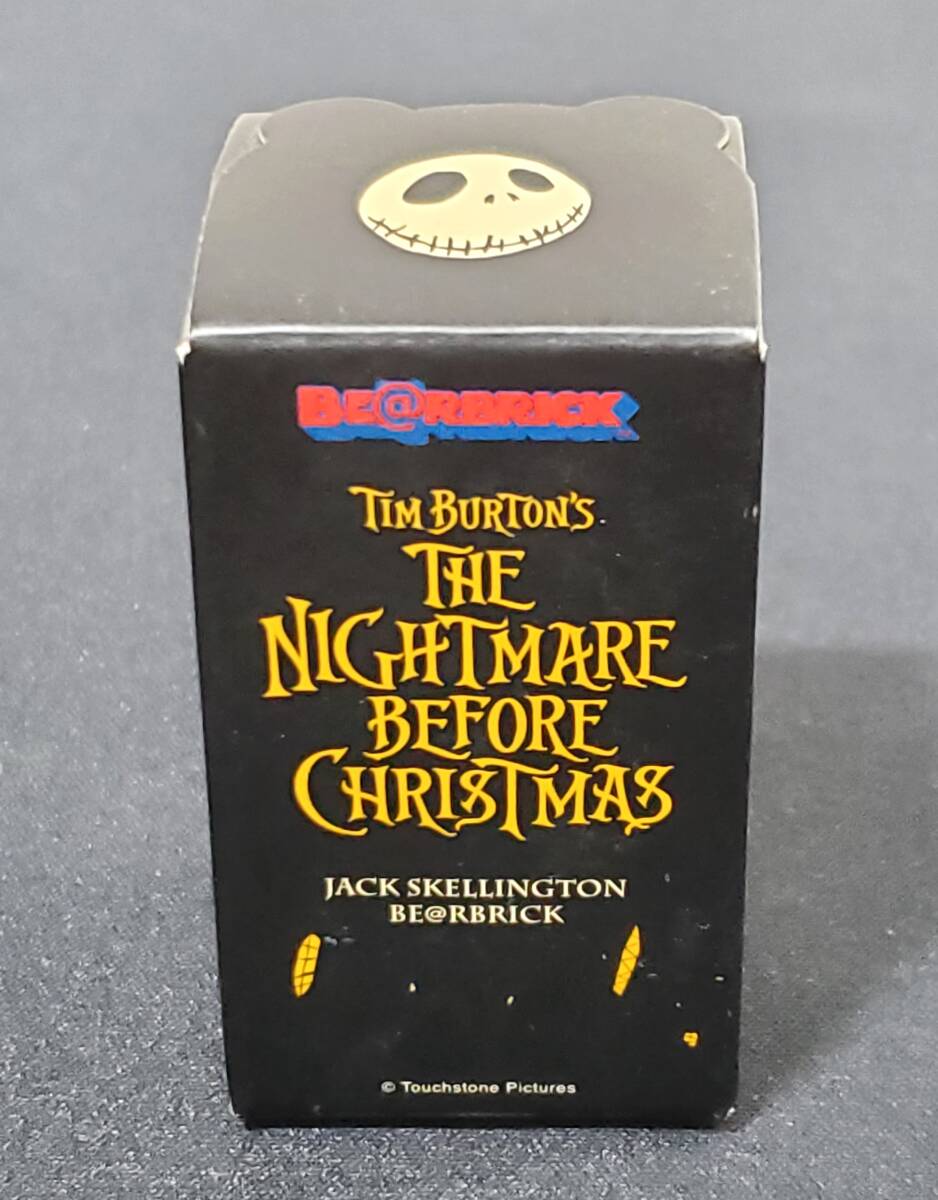 BE@RBRICK
TIM BURTON'S
THE
NIGHTMARE
BEFORE
CHRISTMAS
JACK SKELLINGTON
BE@RBRICK
© Touchstone Pictures